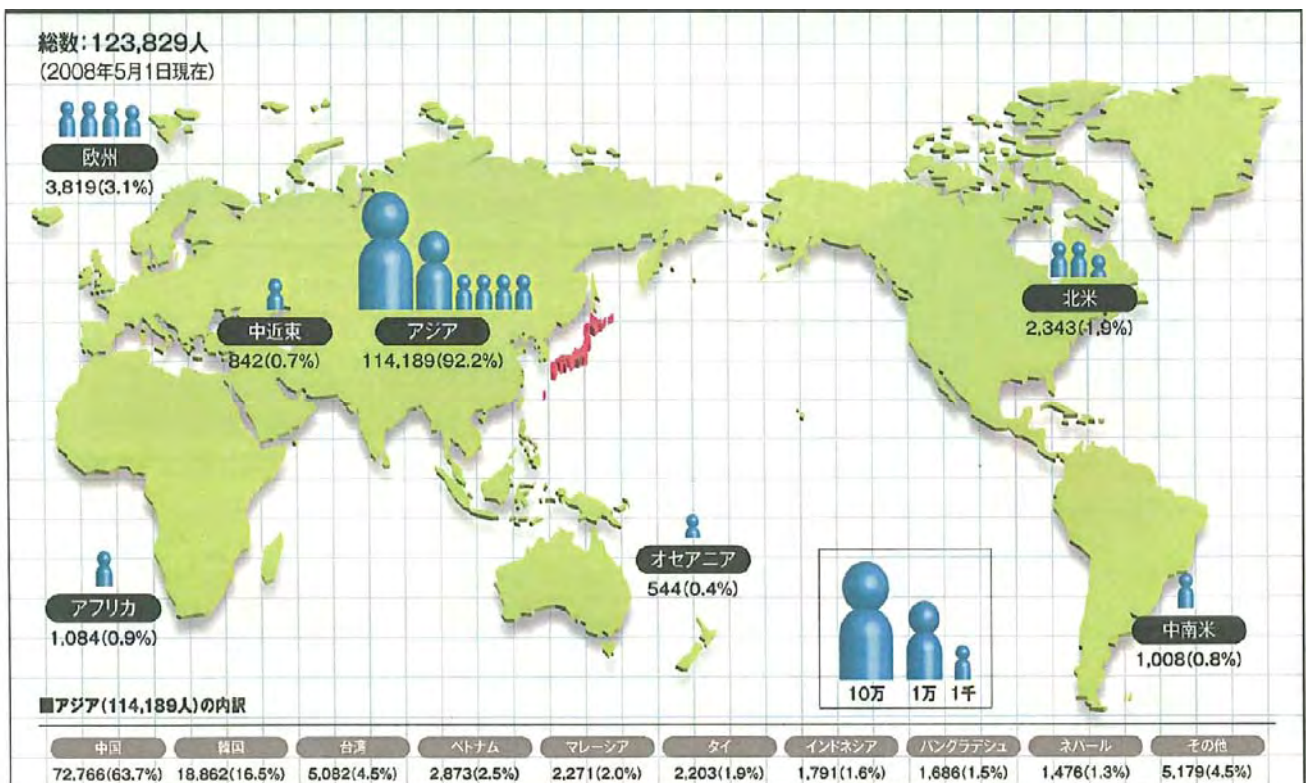 総数:123,829人
(2008年5月1日現在)
欧州
3,819(3.1%)
中近東
842(0.7%)
アジア
114,189(92.2%)
北米
2,343(1.9%)
オセアニア
544(0.4%)
アフリカ
1,084(0.9%)
中南米
1,008(0.8%)
10万 1万 1千
■アジア(114,189人)の内訳
中国 韓国 台湾 ベトナム マレーシア タイ インドネシア バングラデシュ ネパール その他
72,766(63.7%) 18,862(16.5%) 5,082(4.5%) 2,873(2.5%) 2,271(2.0%) 2,203(1.9%) 1,791(1.6%) 1,686(1.5%) 1,476(1.3%) 5,179(4.5%)